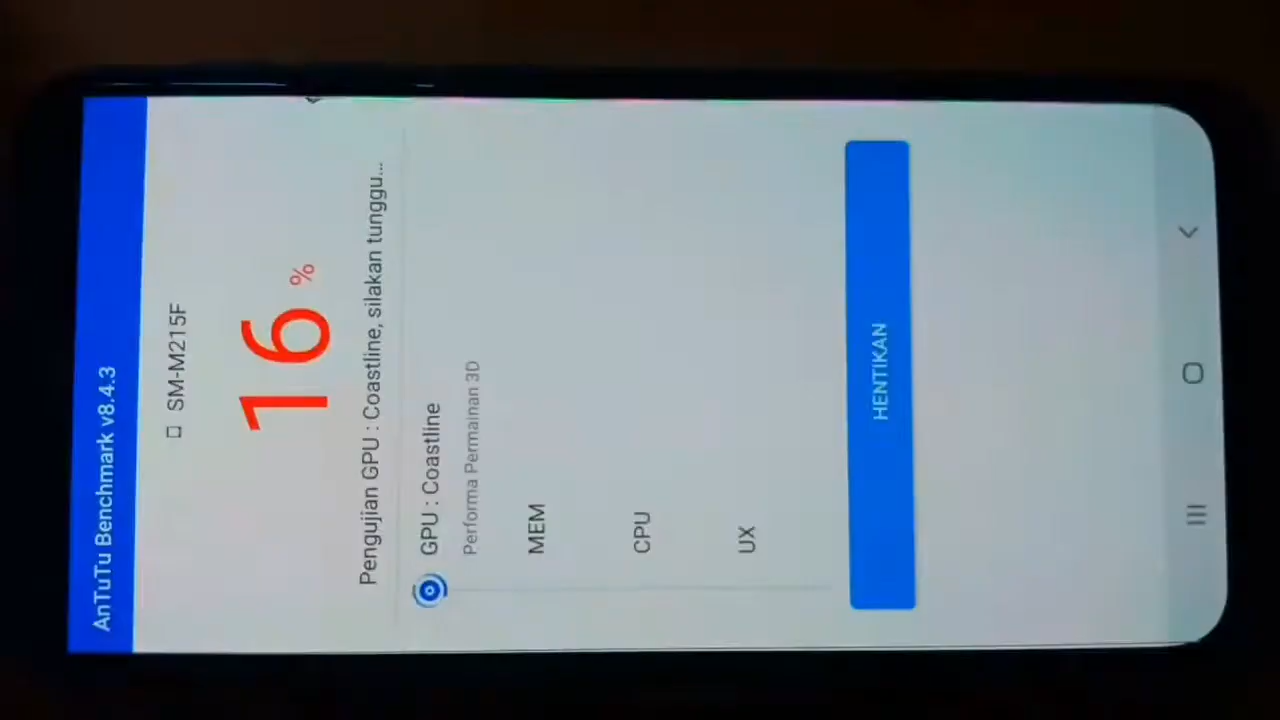 AnTuTu Benchmark v8.4.3
SM-M215F
16 %
Pengujian GPU : Coastline, silakan tunggu...
GPU : Coastline
Performa Permainan 3D
MEM
CPU
UX
HENTIKAN